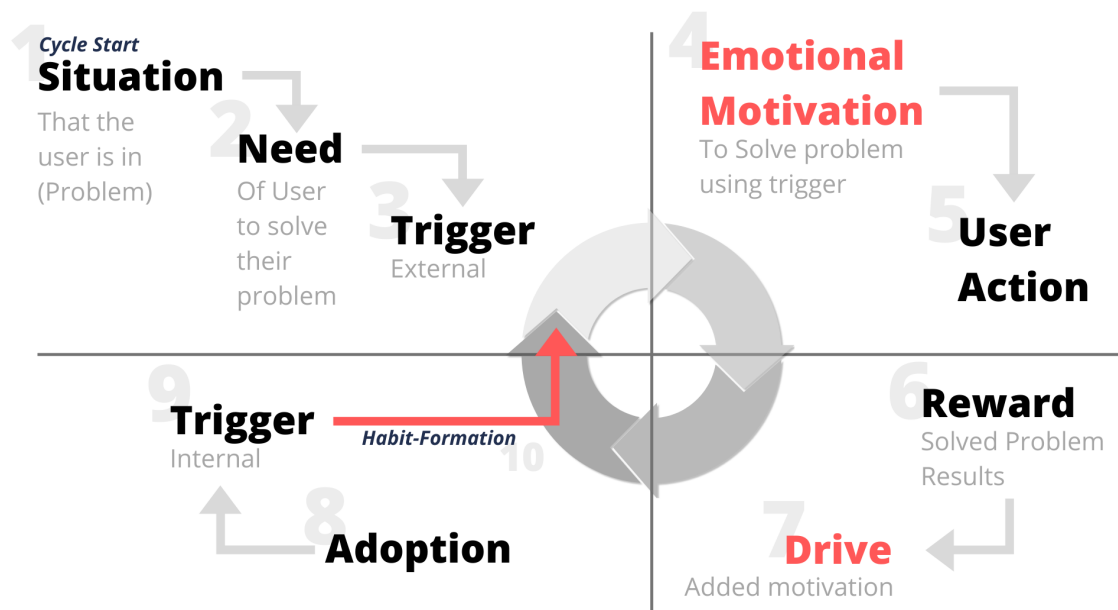 1
Cycle Start
Situation
That the
user is in
(Problem)
2
Need
Of User
to solve
their
problem
3
Trigger
External
4
Emotional
Motivation
To Solve problem
using trigger
5
User
Action
6
Reward
Solved Problem
Results
7
Drive
Added motivation
8
Adoption
9
Trigger
Internal
Habit-Formation
10